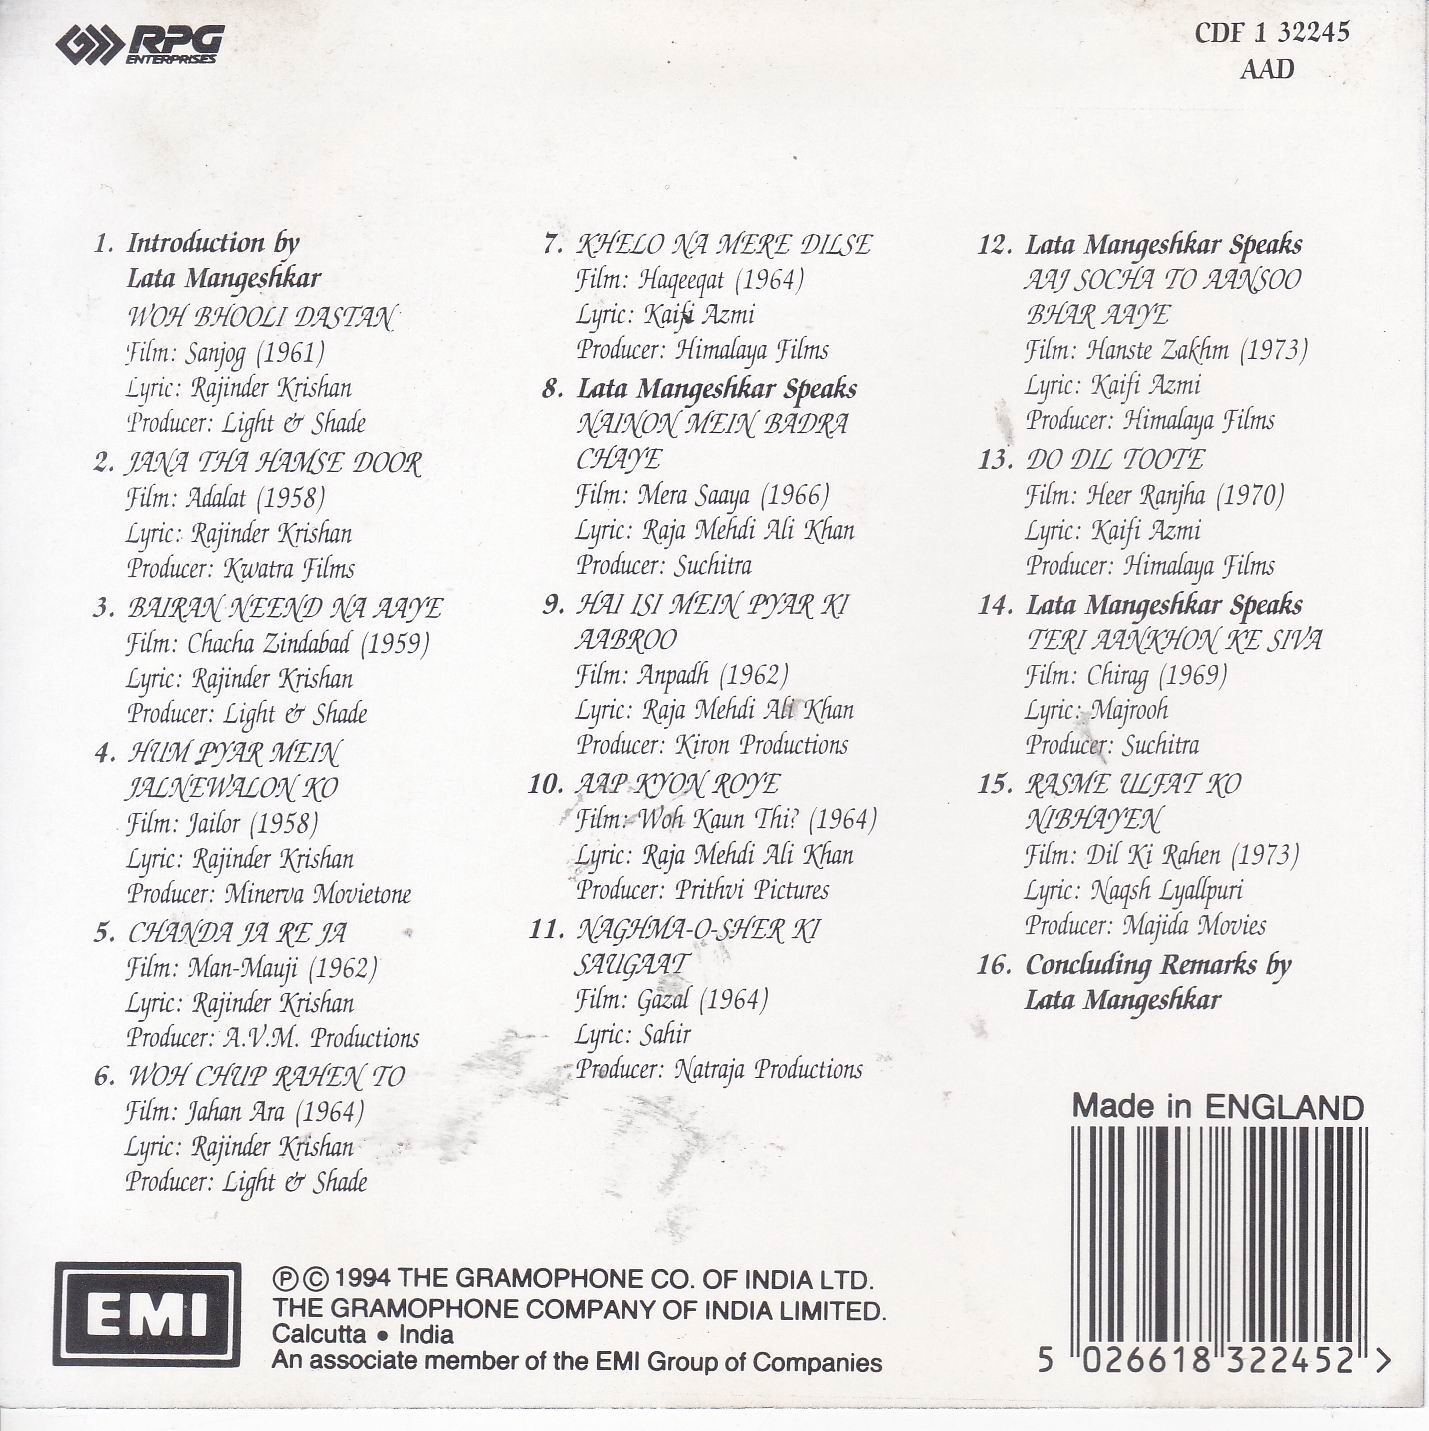 RPG
ENTERPRISES
CDF 1 32245
AAD
1. Introduction by
Lata Mangeshkar
WOH BHOOLI DASTAN
Film: Sanjog (1961)
Lyric: Rajinder Krishan
Producer: Light & Shade
2. JANA THA HAMSE DOOR
Film: Adalat (1958)
Lyric: Rajinder Krishan
Producer: Kwatra Films
3. BAIRAN NEEND NA AAYE
Film: Chacha Zindabad (1959)
Lyric: Rajinder Krishan
Producer: Light & Shade
4. HUM PYAR MEIN
JALNEWALON KO
Film: Jailor (1958)
Lyric: Rajinder Krishan
Producer: Minerva Movietone
5. CHANDA JA RE JA
Film: Man-Mauji (1962)
Lyric: Rajinder Krishan
Producer: A.V.M. Productions
6. WOH CHUP RAHEN TO
Film: Jahan Ara (1964)
Lyric: Rajinder Krishan
Producer: Light & Shade
7. KHELO NA MERE DILSE
Film: Haqeeqat (1964)
Lyric: Kaifi Azmi
Producer: Himalaya Films
8. Lata Mangeshkar Speaks
NAINON MEIN BADRA
CHAYE
Film: Mera Saaya (1966)
Lyric: Raja Mehdi Ali Khan
Producer: Suchitra
9. HAI ISI MEIN PYAR KI
AABROO
Film: Anpadh (1962)
Lyric: Raja Mehdi Ali Khan
Producer: Kiron Productions
10. AAP KYON ROYE
Film: Woh Kaun Thi? (1964)
Lyric: Raja Mehdi Ali Khan
Producer: Prithvi Pictures
11. NAGHMA-O-SHER KI
SAUGAAT
Film: Gazal (1964)
Lyric: Sahir
Producer: Natraja Productions
12. Lata Mangeshkar Speaks
AAJ SOCHA TO AANSOO
BHAR AAYE
Film: Hanste Zakhm (1973)
Lyric: Kaifi Azmi
Producer: Himalaya Films
13. DO DIL TOOTE
Film: Heer Ranjha (1970)
Lyric: Kaifi Azmi
Producer: Himalaya Films
14. Lata Mangeshkar Speaks
TERI AANKHON KE SIVA
Film: Chirag (1969)
Lyric: Majrooh
Producer: Suchitra
15. RASME ULFAT KO
NIBHAYEN
Film: Dil Ki Rahen (1973)
Lyric: Naqsh Lyallpuri
Producer: Majida Movies
16. Concluding Remarks by
Lata Mangeshkar
Made in ENGLAND
5 026618 322452 >
EMI
Ⓟ © 1994 THE GRAMOPHONE CO. OF INDIA LTD.
THE GRAMOPHONE COMPANY OF INDIA LIMITED.
Calcutta • India
An associate member of the EMI Group of Companies